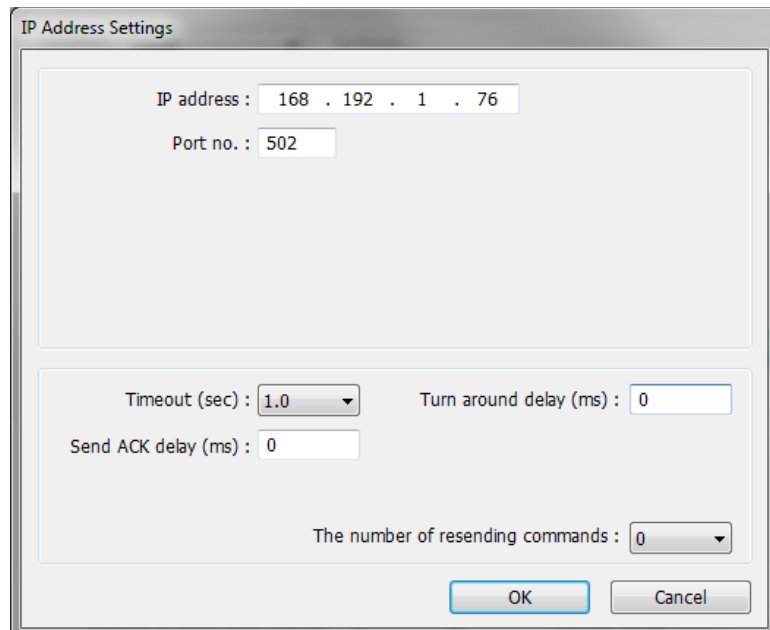 IP Address Settings
IP address : 168 . 192 . 1 . 76
Port no. : 502
Timeout (sec) : 1.0 Turn around delay (ms) : 0
Send ACK delay (ms) : 0
The number of resending commands : 0
OK Cancel